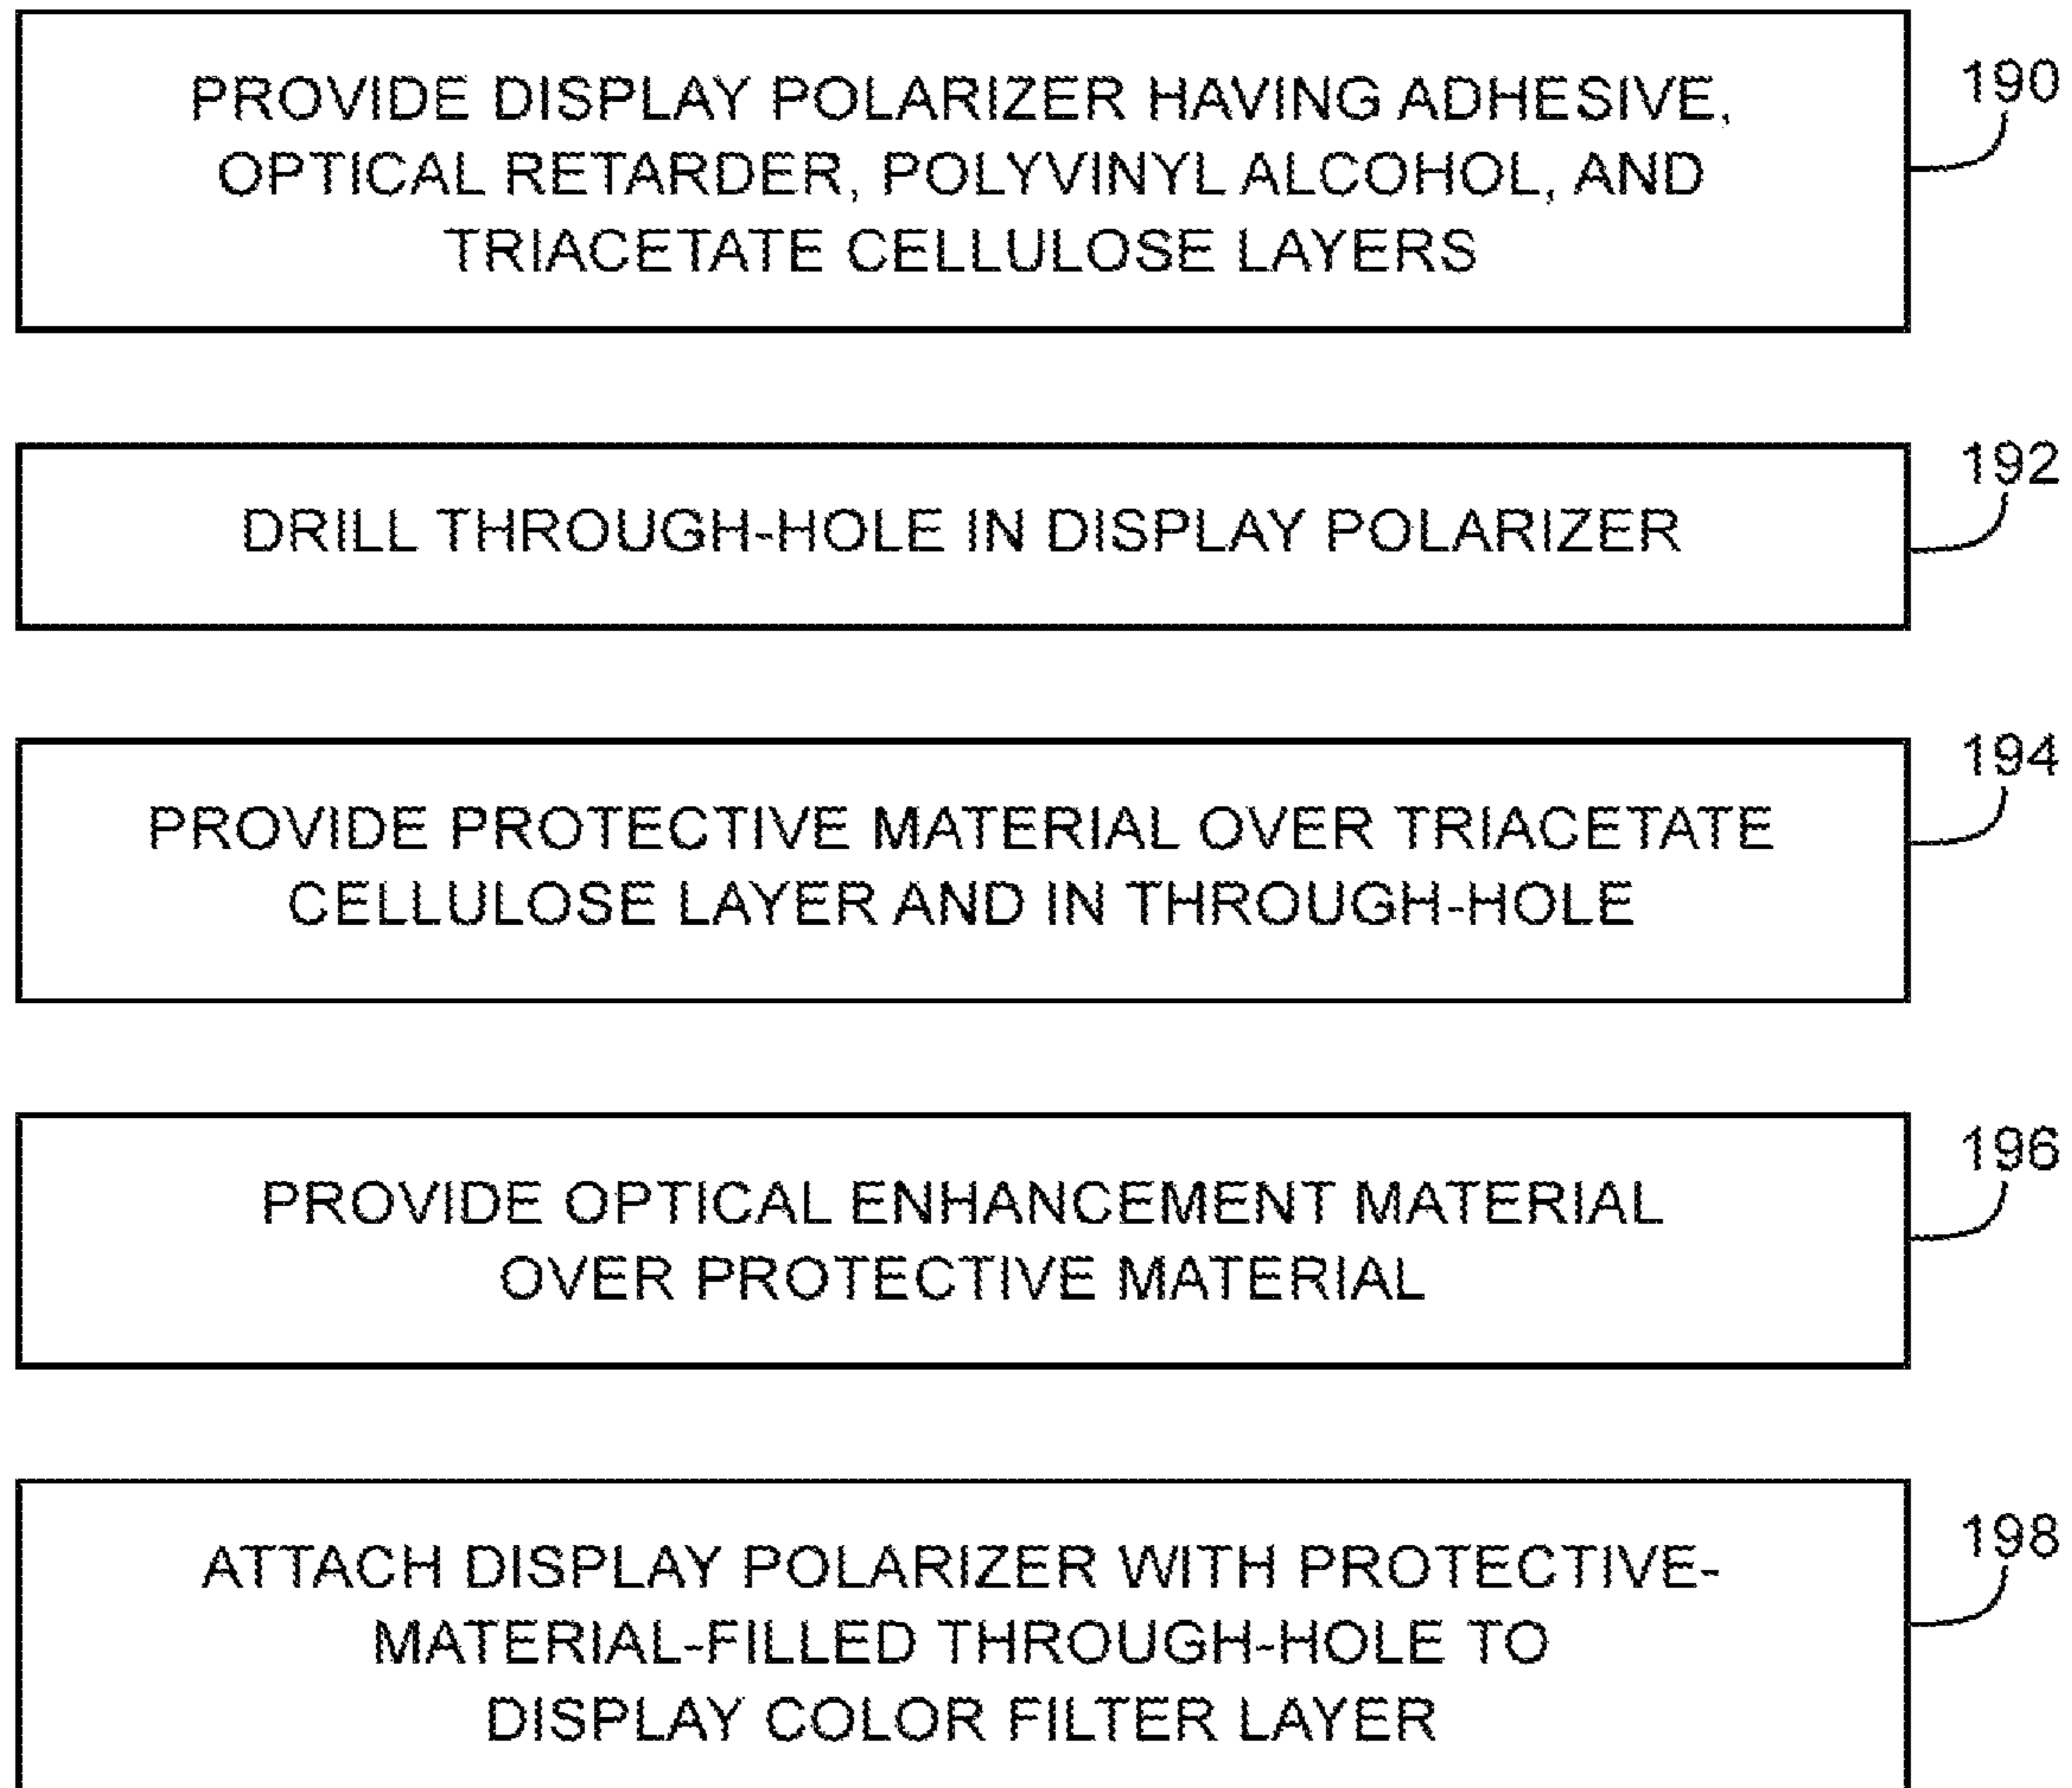 PROVIDE DISPLAY POLARIZER HAVING ADHESIVE,
OPTICAL RETARDER, POLYVINYL ALCOHOL, AND
TRIACETATE CELLULOSE LAYERS
190
DRILL THROUGH-HOLE IN DISPLAY POLARIZER
192
PROVIDE PROTECTIVE MATERIAL OVER TRIACETATE
CELLULOSE LAYER AND IN THROUGH-HOLE
194
PROVIDE OPTICAL ENHANCEMENT MATERIAL
OVER PROTECTIVE MATERIAL
196
ATTACH DISPLAY POLARIZER WITH PROTECTIVE-
MATERIAL-FILLED THROUGH-HOLE TO
DISPLAY COLOR FILTER LAYER
198